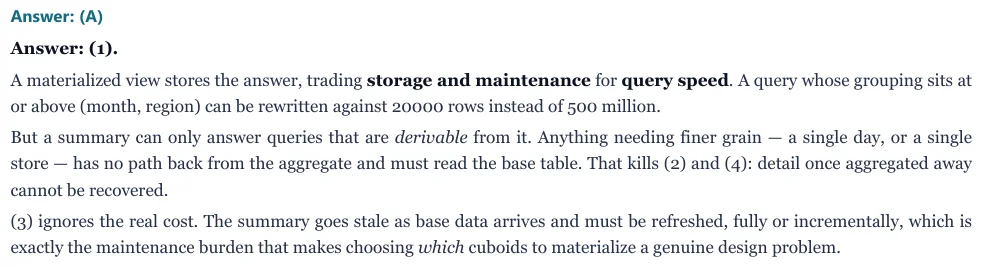 Answer: (A)
Answer: (1).
A materialized view stores the answer, trading storage and maintenance for query speed. A query whose grouping sits at
or above (month, region) can be rewritten against 20000 rows instead of 500 million.
But a summary can only answer queries that are derivable from it. Anything needing finer grain — a single day, or a single
store — has no path back from the aggregate and must read the base table. That kills (2) and (4): detail once aggregated away
cannot be recovered.
(3) ignores the real cost. The summary goes stale as base data arrives and must be refreshed, fully or incrementally, which is
exactly the maintenance burden that makes choosing which cuboids to materialize a genuine design problem.